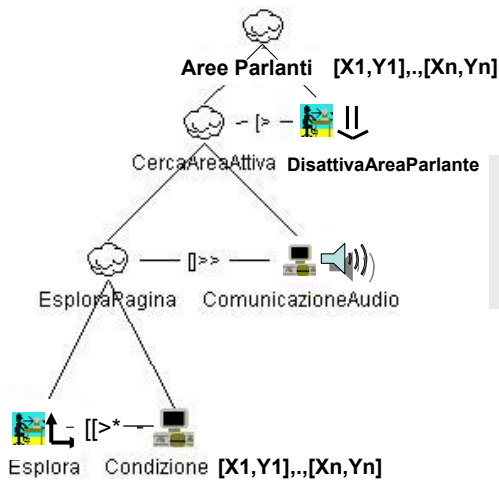 Aree Parlanti [X1,Y1],.,[Xn,Yn]
[>
CercaAreaAttiva DisattivaAreaParlante
[]>>
EsploraPagina ComunicazioneAudio
[[>*
Esplora Condizione [X1,Y1],.,[Xn,Yn]